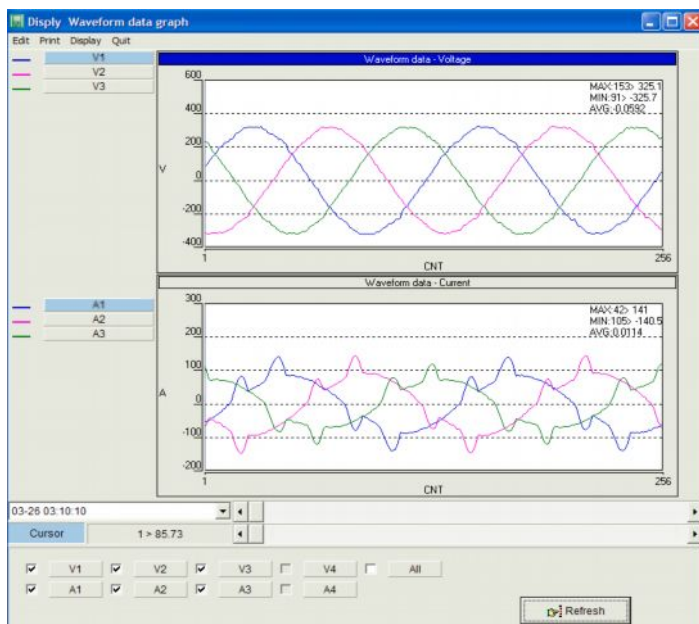 Disply Waveform data graph
Edit Print Display Quit
V1
V2
V3
Waveform data - Voltage
600
400
200
0
-200
-400
V
MAX:153> 325.1
MIN:91> -325.7
AVG:-0.0592
1
256
CNT
A1
A2
A3
Waveform data - Current
300
200
100
0
-100
-200
A
MAX:42> 141
MIN:105> -140.5
AVG:0.0114
1
256
CNT
03-26 03:10:10
Cursor 1 > 85.73
V1 V2 V3 V4 All
A1 A2 A3 A4
Refresh